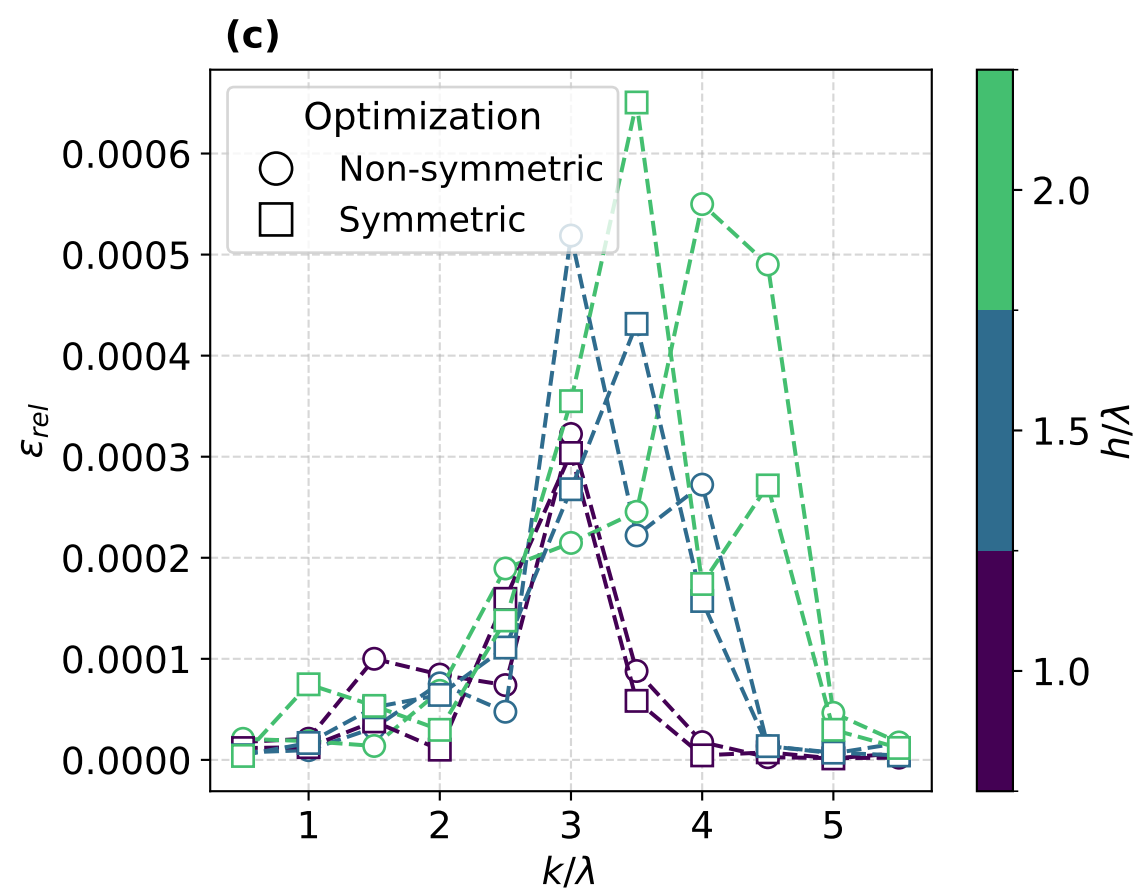 (c)
Optimization
Non-symmetric
Symmetric
0.0006
0.0005
0.0004
0.0003
0.0002
0.0001
0.0000
ε_rel
1 2 3 4 5
k/λ
2.0
1.5
1.0
h/λ